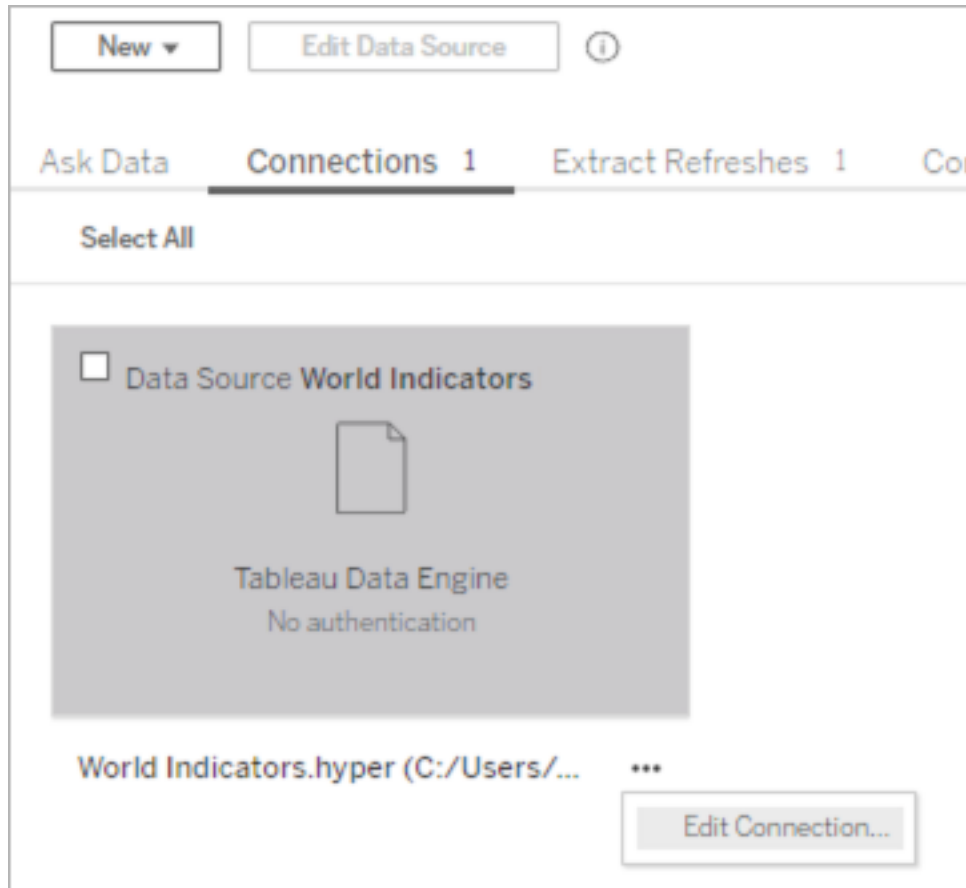 New Edit Data Source
Ask Data Connections 1 Extract Refreshes 1
Select All
Data Source World Indicators
Tableau Data Engine
No authentication
World Indicators.hyper (C:/Users/... •••
Edit Connection...